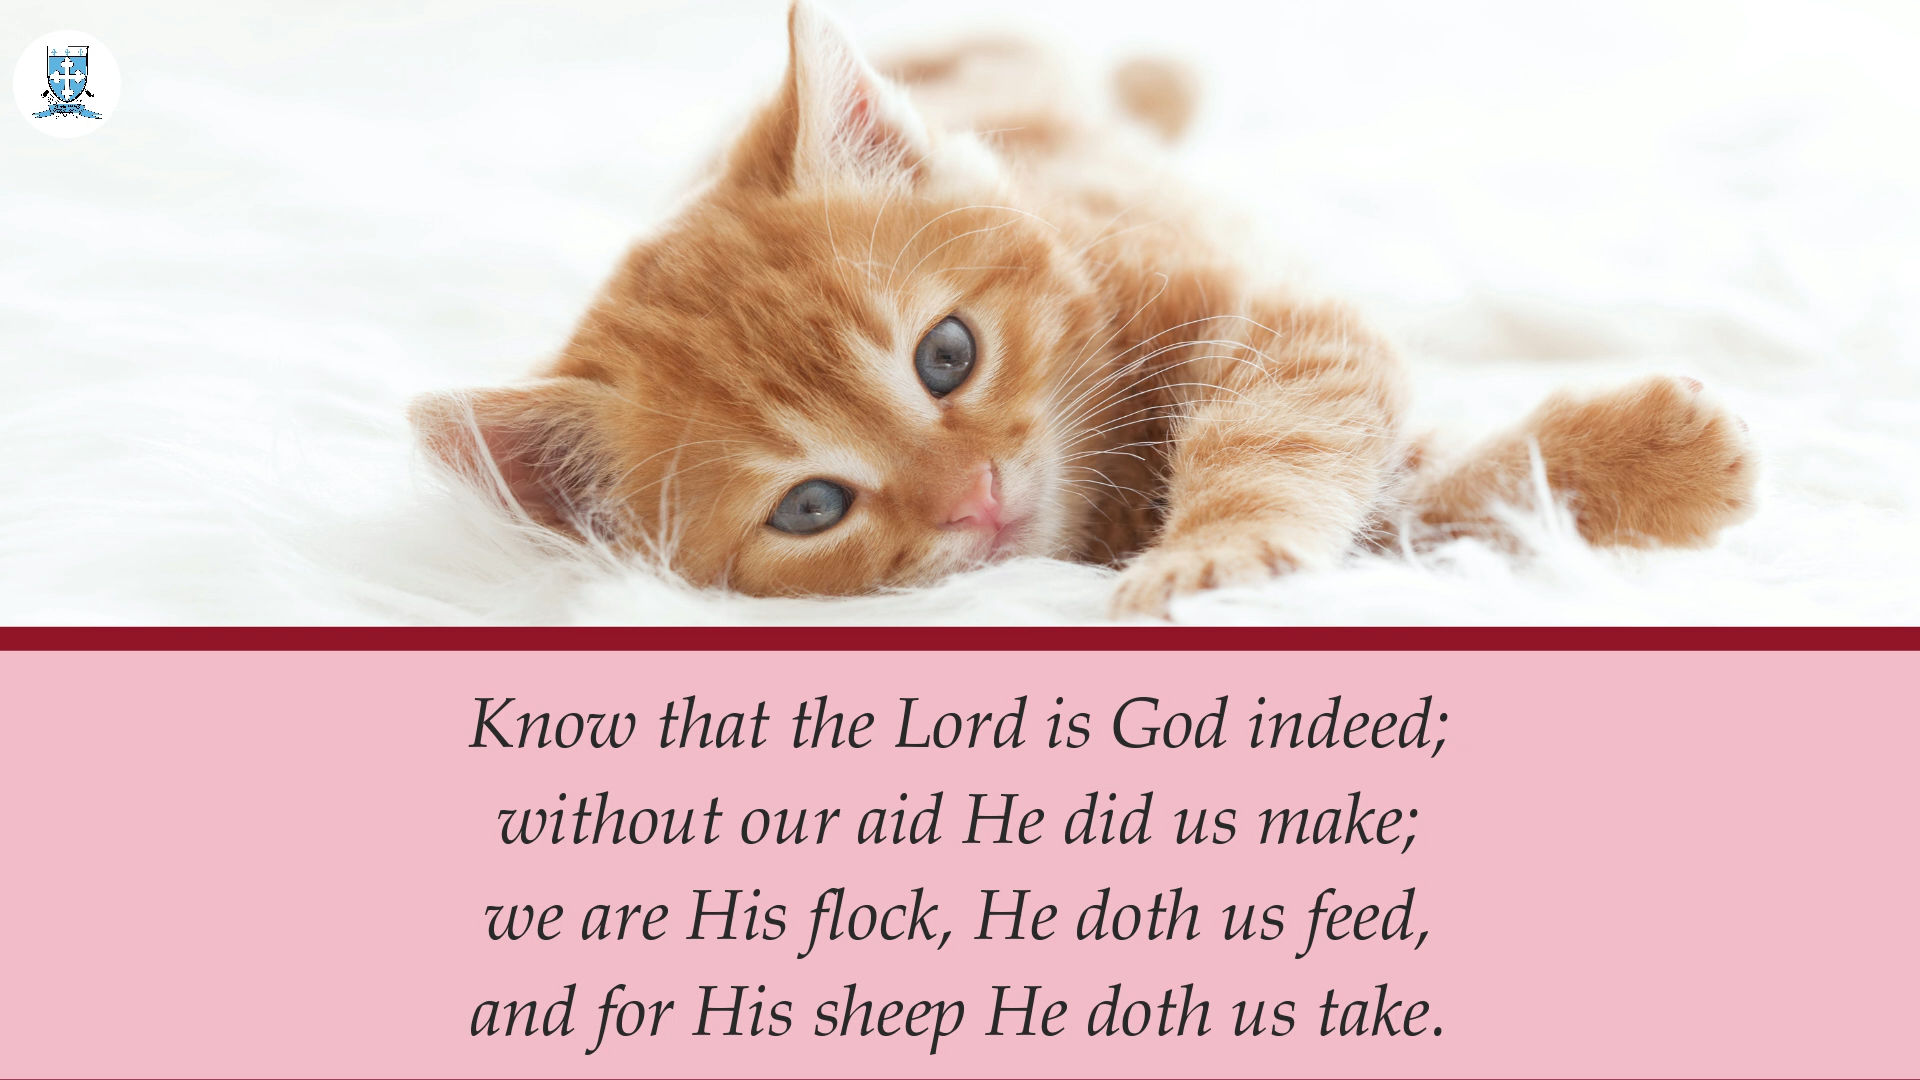 Know that the Lord is God indeed;
without our aid He did us make;
we are His flock, He doth us feed,
and for His sheep He doth us take.